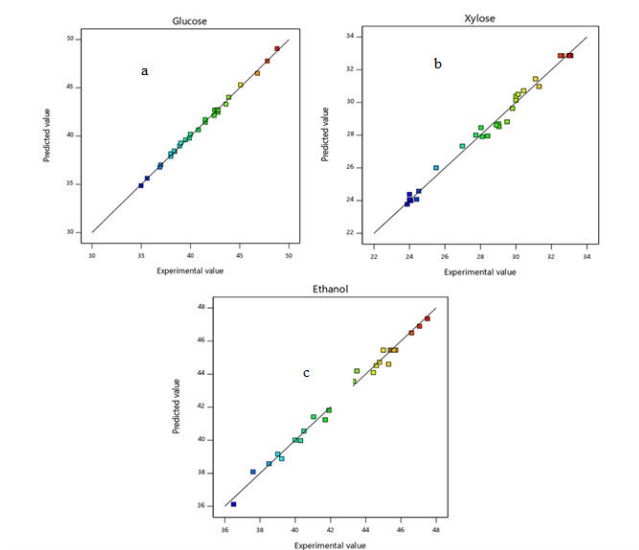 Glucose
a
Predicted value
50
45
40
35
30
30 35 40 45 50
Experimental value
Xylose
b
Predicted value
34
32
30
28
26
24
22
22 24 26 28 30 32 34
Experimental value
Ethanol
c
Predicted value
48
46
44
42
40
38
36
36 38 40 42 44 46 48
Experimental value